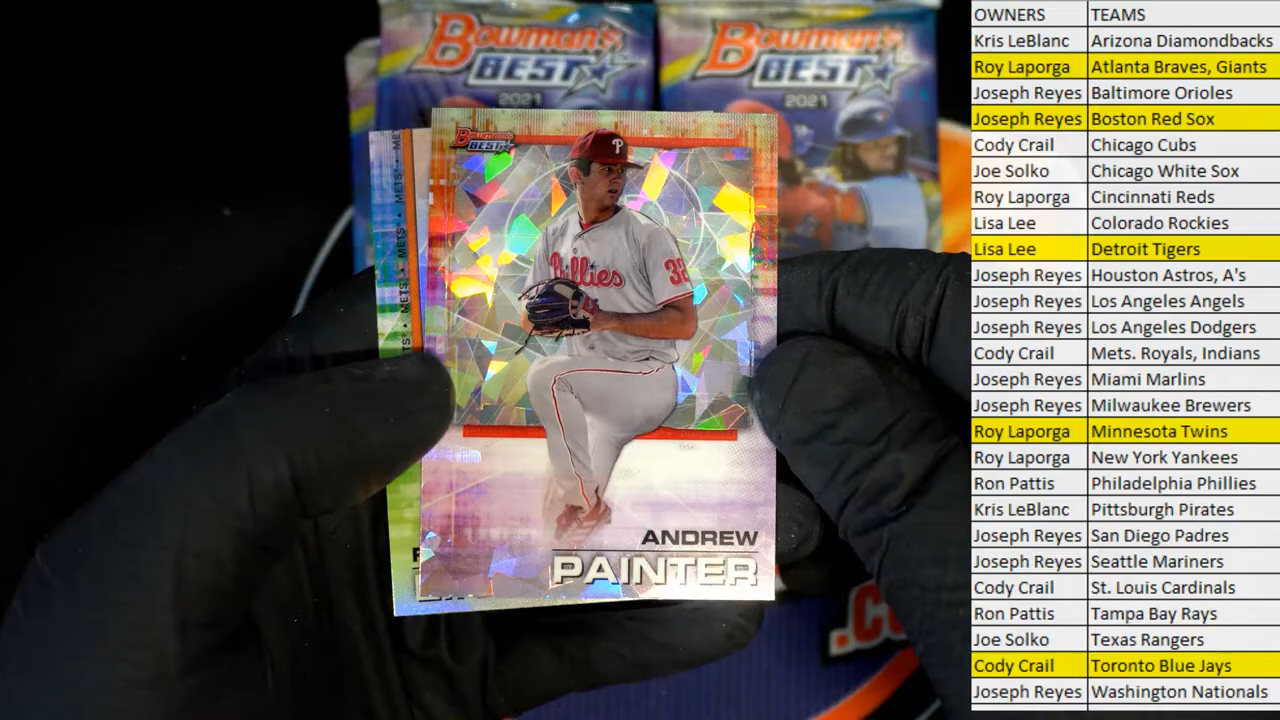 Bowman's
BEST
2021
Bowman's
BEST
2021
Bowman's
BEST
P
Phillies
32
METS • METS • METS
ANDREW
PAINTER
.C
OWNERS TEAMS
Kris LeBlanc Arizona Diamondbacks
Roy Laporga Atlanta Braves, Giants
Joseph Reyes Baltimore Orioles
Joseph Reyes Boston Red Sox
Cody Crail Chicago Cubs
Joe Solko Chicago White Sox
Roy Laporga Cincinnati Reds
Lisa Lee Colorado Rockies
Lisa Lee Detroit Tigers
Joseph Reyes Houston Astros, A's
Joseph Reyes Los Angeles Angels
Joseph Reyes Los Angeles Dodgers
Cody Crail Mets. Royals, Indians
Joseph Reyes Miami Marlins
Joseph Reyes Milwaukee Brewers
Roy Laporga Minnesota Twins
Roy Laporga New York Yankees
Ron Pattis Philadelphia Phillies
Kris LeBlanc Pittsburgh Pirates
Joseph Reyes San Diego Padres
Joseph Reyes Seattle Mariners
Cody Crail St. Louis Cardinals
Ron Pattis Tampa Bay Rays
Joe Solko Texas Rangers
Cody Crail Toronto Blue Jays
Joseph Reyes Washington Nationals